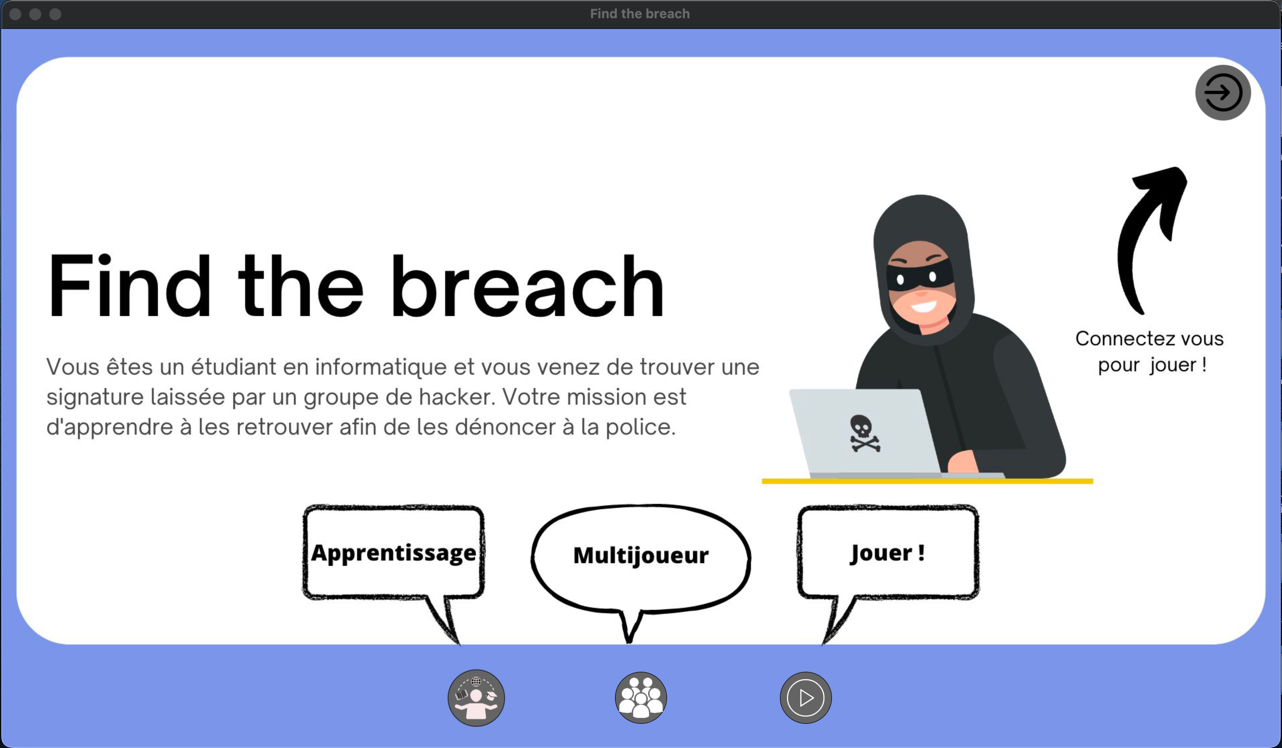 Find the breach
Find the breach
Vous êtes un étudiant en informatique et vous venez de trouver une
signature laissée par un groupe de hacker. Votre mission est
d'apprendre à les retrouver afin de les dénoncer à la police.
Connectez vous
pour jouer !
Apprentissage
Multijoueur
Jouer !